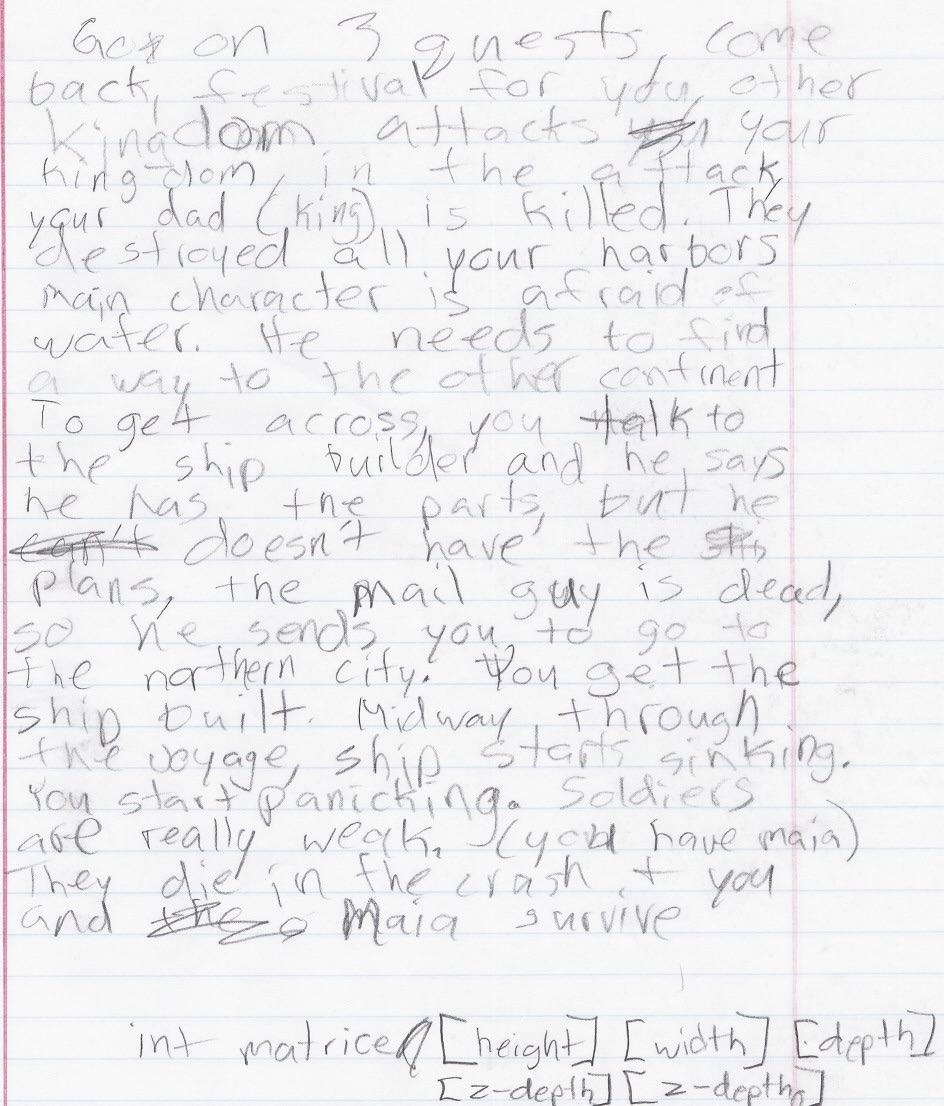 Go on 3 quests, come
back, festival for you, other
kingdom attacks your
kingdom, in the attack
your dad (king) is killed. They
destroyed all your harbors
main character is afraid of
water. He needs to find
a way to the other continent
To get across, you talk to
the ship builder and he says
he has the parts, but he
can't doesn't have the
plans, the mail guy is dead,
so he sends you to go to
the northern city. You get the
ship built. Midway through
the voyage, ship starts sinking.
You start panicking. Soldiers
are really weak. (you have maia)
They die in the crash + you
and the Maia survive
int matrice [height] [width] [depth]
[z-depth] [z-depth]